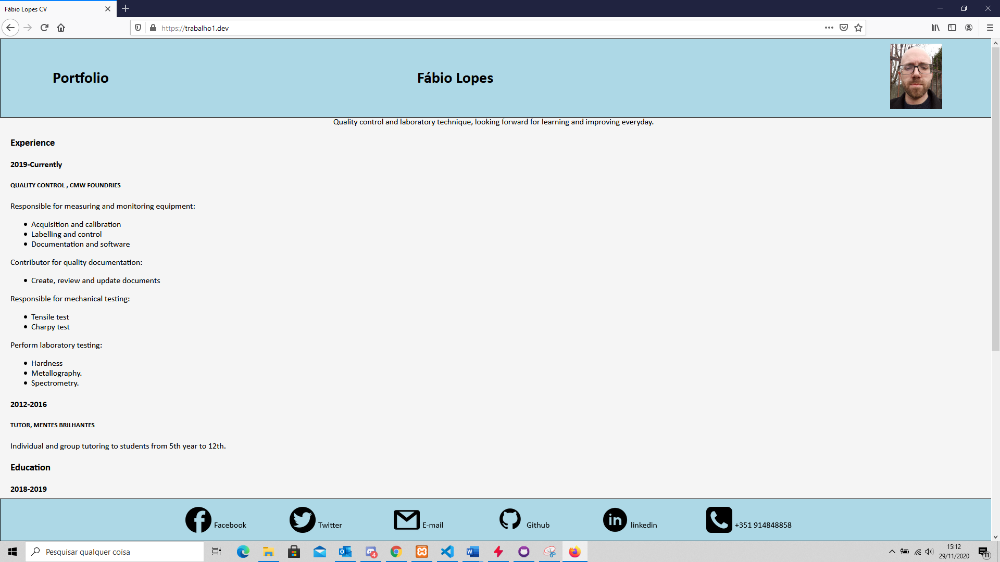 Fábio Lopes CV
https://trabalho1.dev
Portfolio
Fábio Lopes
Quality control and laboratory technique, looking forward for learning and improving everyday.
Experience
2019-Currently
QUALITY CONTROL , CMW FOUNDRIES
Responsible for measuring and monitoring equipment:
Acquisition and calibration
Labelling and control
Documentation and software
Contributor for quality documentation:
Create, review and update documents
Responsible for mechanical testing:
Tensile test
Charpy test
Perform laboratory testing:
Hardness
Metallography.
Spectrometry.
2012-2016
TUTOR, MENTES BRILHANTES
Individual and group tutoring to students from 5th year to 12th.
Education
2018-2019
Facebook
Twitter
E-mail
Github
in
linkedin
+351 914848858
Pesquisar qualquer coisa
4
15:12
29/11/2020
11